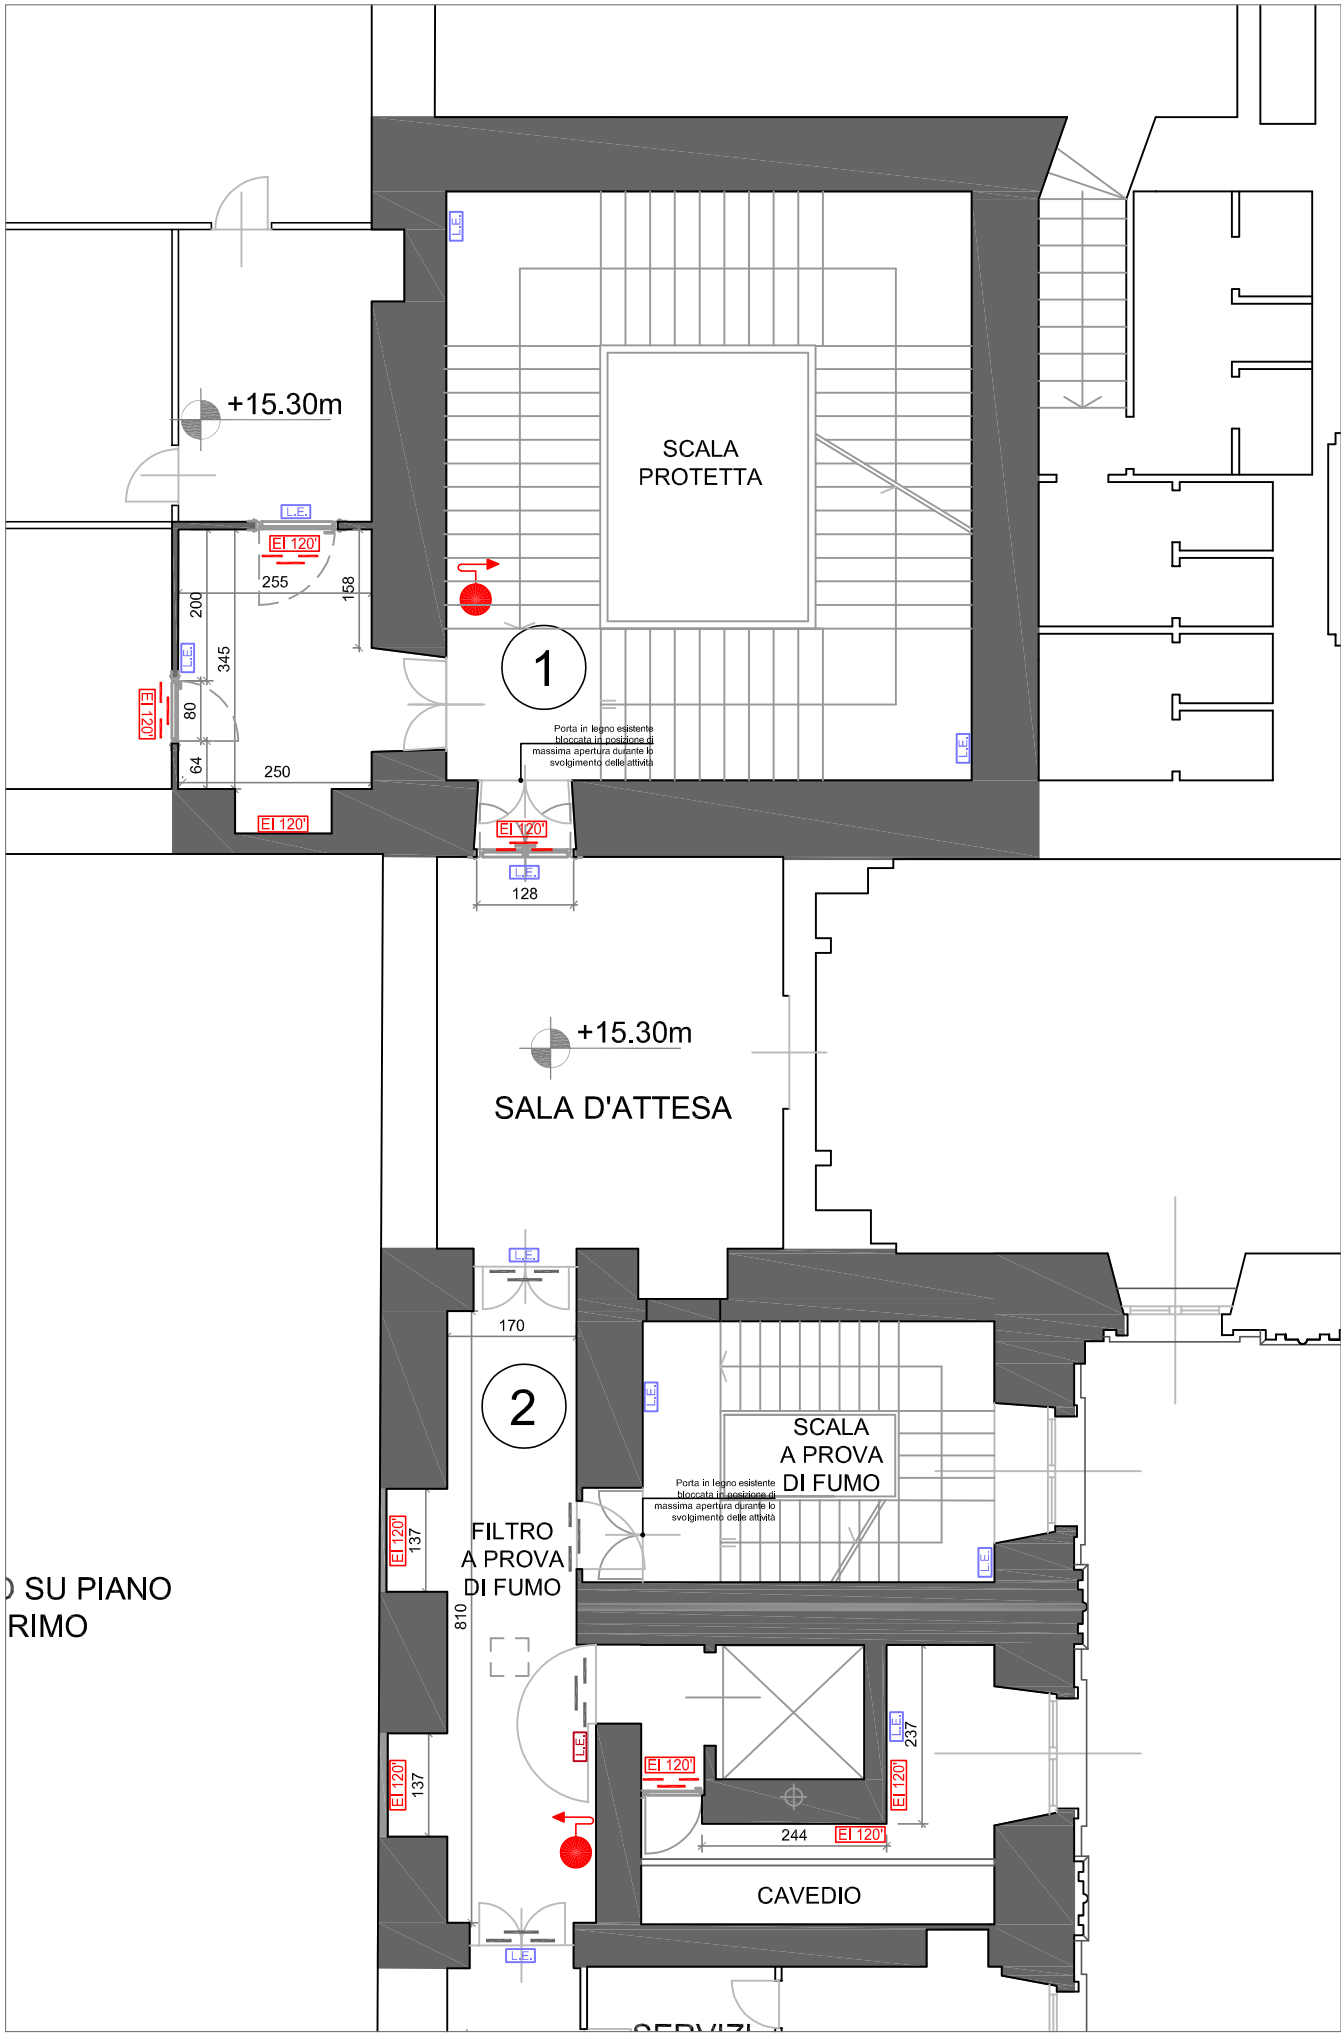 L.E.
+15.30m
SCALA
PROTETTA
L.E.
EI 120'
255
158
200
345
L.E.
EI 120'
80
64
250
EI 120'
1
Porta in legno esistente
bloccata in posizione di
massima apertura durante lo
svolgimento delle attività
L.E.
EI 120'
L.E.
128
+15.30m
SALA D'ATTESA
L.E.
170
2
L.E.
SCALA
A PROVA
DI FUMO
Porta in legno esistente
bloccata in posizione di
massima apertura durante lo
svolgimento delle attività
EI 120'
137
FILTRO
A PROVA
DI FUMO
L.E.
SU PIANO
RIMO
810
L.E.
237
L.E.
EI 120'
EI 120'
137
EI 120'
244
EI 120'
CAVEDIO
L.E.
SERVIZI